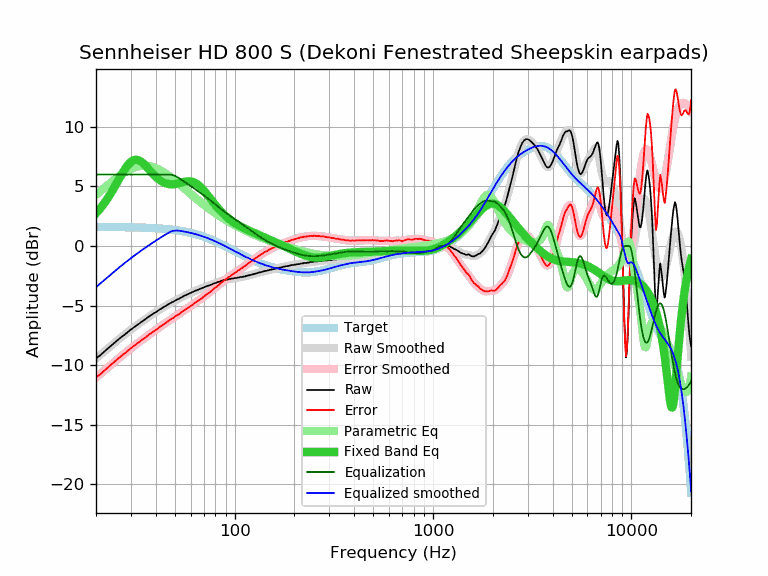 Sennheiser HD 800 S (Dekoni Fenestrated Sheepskin earpads)
Amplitude (dBr)
10
5
0
−5
−10
−15
−20
Target
Raw Smoothed
Error Smoothed
Raw
Error
Parametric Eq
Fixed Band Eq
Equalization
Equalized smoothed
100 1000 10000
Frequency (Hz)